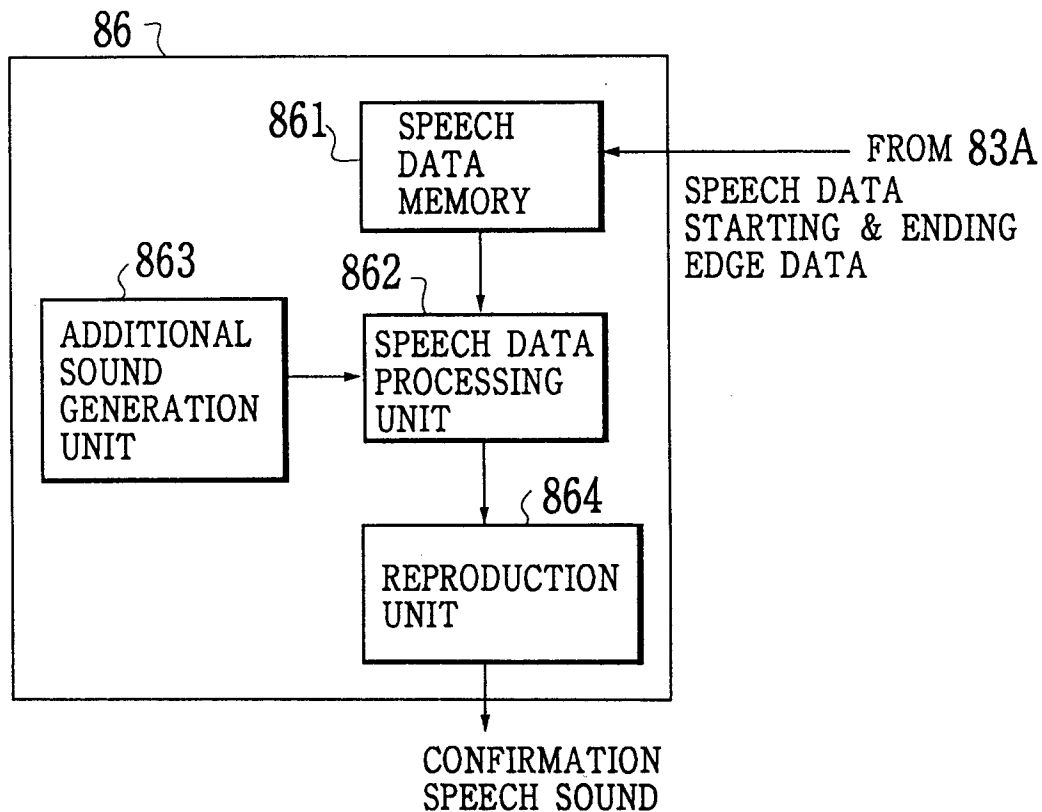 86
861
SPEECH
DATA
MEMORY
FROM 83A
SPEECH DATA
STARTING & ENDING
EDGE DATA
863
ADDITIONAL
SOUND
GENERATION
UNIT
862
SPEECH DATA
PROCESSING
UNIT
864
REPRODUCTION
UNIT
CONFIRMATION
SPEECH SOUND